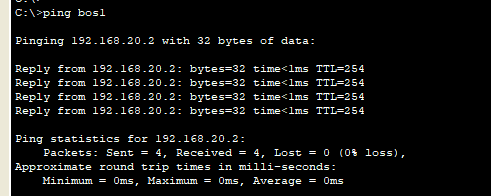 C:\>ping bos1
Pinging 192.168.20.2 with 32 bytes of data:
Reply from 192.168.20.2: bytes=32 time<1ms TTL=254
Reply from 192.168.20.2: bytes=32 time<1ms TTL=254
Reply from 192.168.20.2: bytes=32 time<1ms TTL=254
Reply from 192.168.20.2: bytes=32 time<1ms TTL=254
Ping statistics for 192.168.20.2:
    Packets: Sent = 4, Received = 4, Lost = 0 (0% loss),
Approximate round trip times in milli-seconds:
    Minimum = 0ms, Maximum = 0ms, Average = 0ms